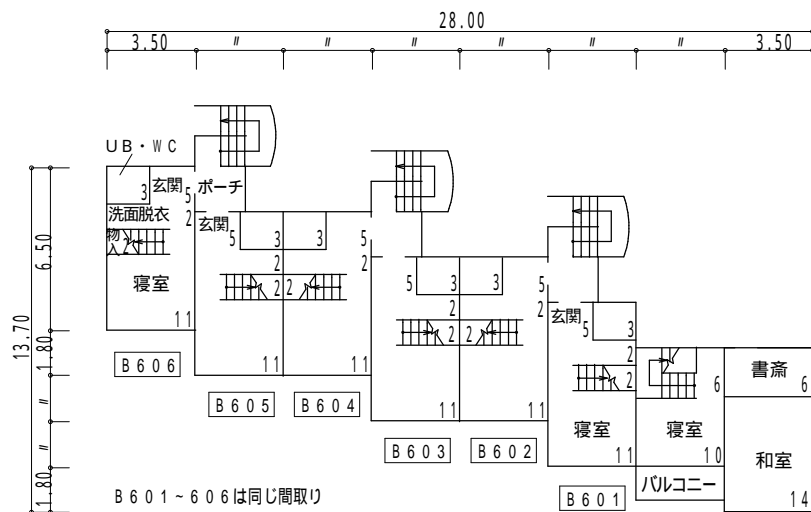 28.00
3.50 〃 〃 〃 〃 〃 〃 3.50
UB・WC
3 玄関 5 ポーチ
洗面脱衣 2 玄関 5 3 3 5
物入 2 2
寝室 2 2 5 3 3 5
11 2 2 玄関
B606 11 11 2 2 5 3
B605 B604 2 6 書斎 6
11 11 2
B603 B602 寝室 寝室 和室
11 10
B601 バルコニー
14
6.50
1.80
〃
〃
1.80
13.70
B601~606は同じ間取り